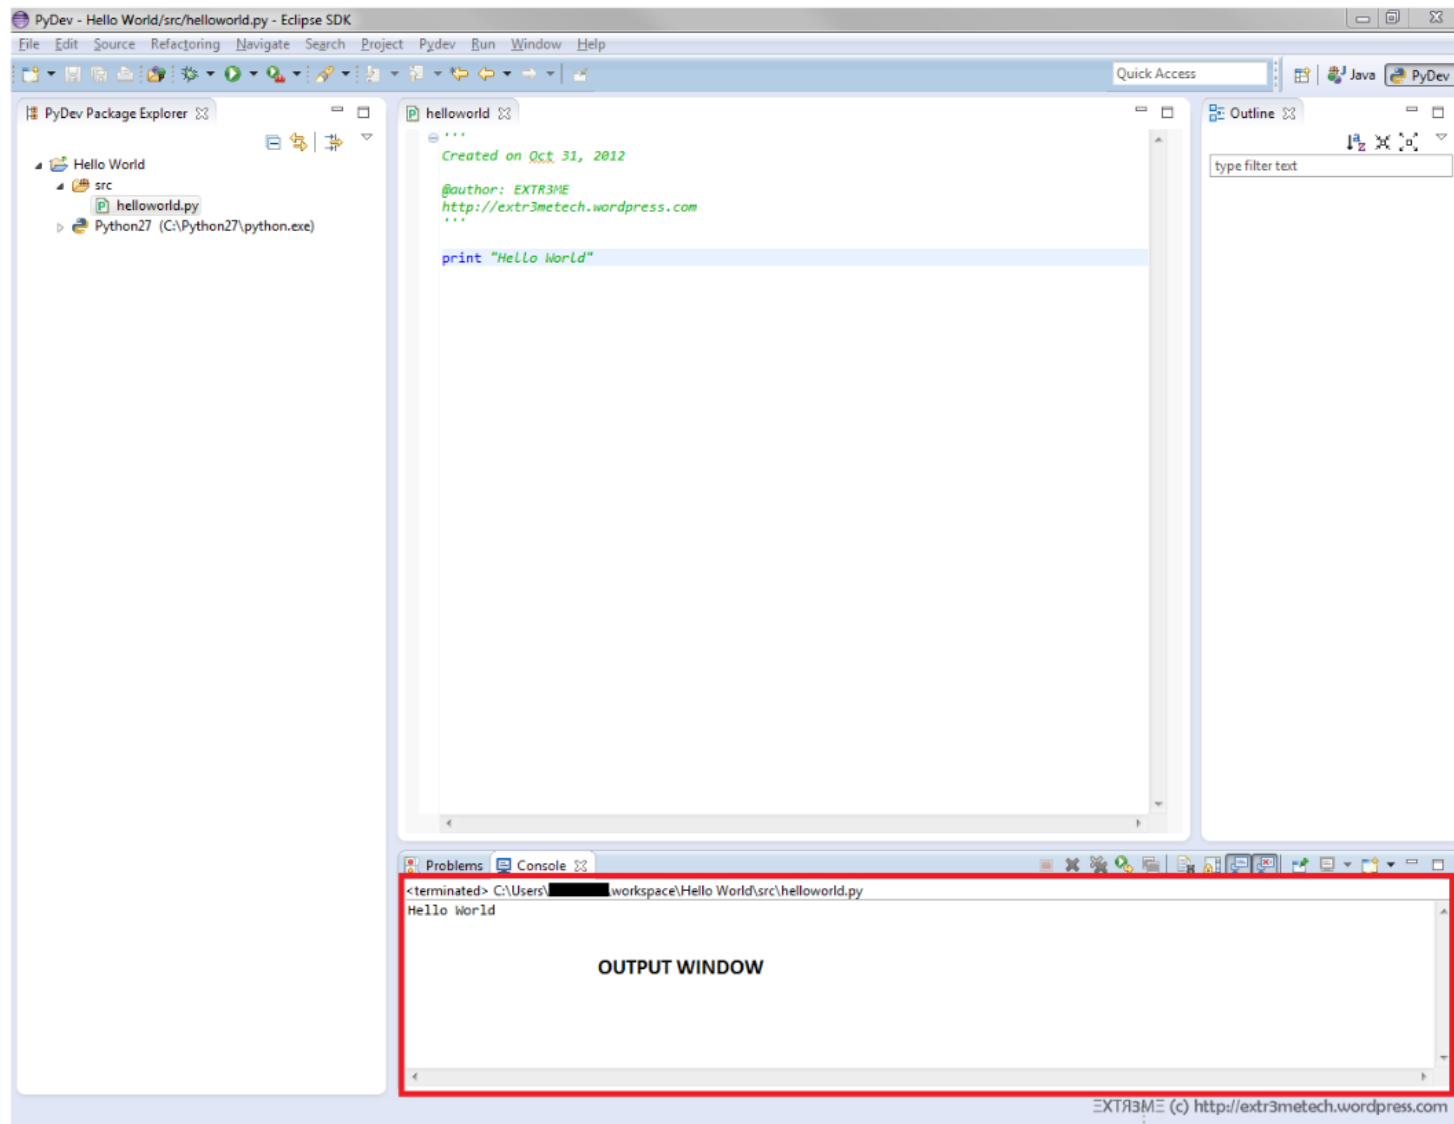 PyDev - Hello World/src/helloworld.py - Eclipse SDK
File Edit Source Refactoring Navigate Search Project Pydev Run Window Help
Quick Access
Java
PyDev
PyDev Package Explorer
Hello World
src
helloworld.py
Python27 (C:\Python27\python.exe)
helloworld
'''
Created on Oct 31, 2012
@author: EXTR3ME
http://extr3metech.wordpress.com
'''
print "Hello World"
Outline
type filter text
Problems
Console
<terminated> C:\Users\ workspace\Hello World\src\helloworld.py
Hello World
OUTPUT WINDOW
ΞXTЯ3MΞ (c) http://extr3metech.wordpress.com